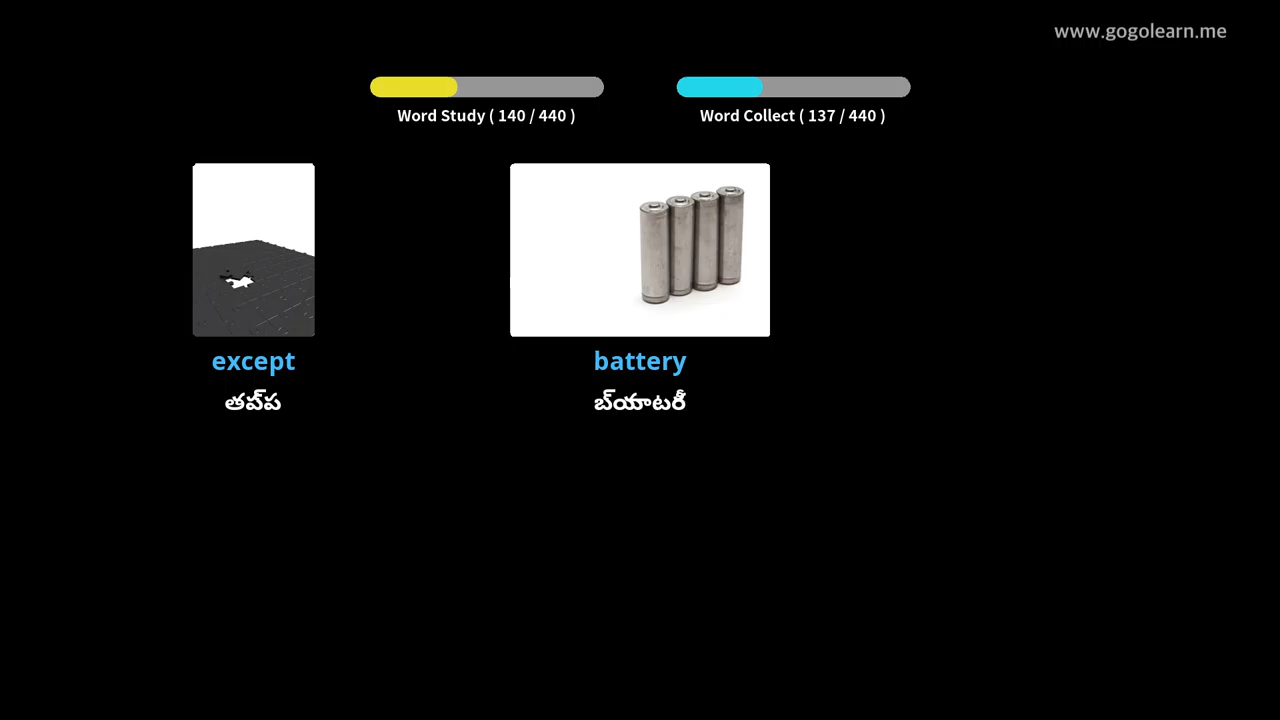 www.gogolearn.me
Word Study ( 140 / 440 )
Word Collect ( 137 / 440 )
except
తప్ప
battery
బ్యాటరీ